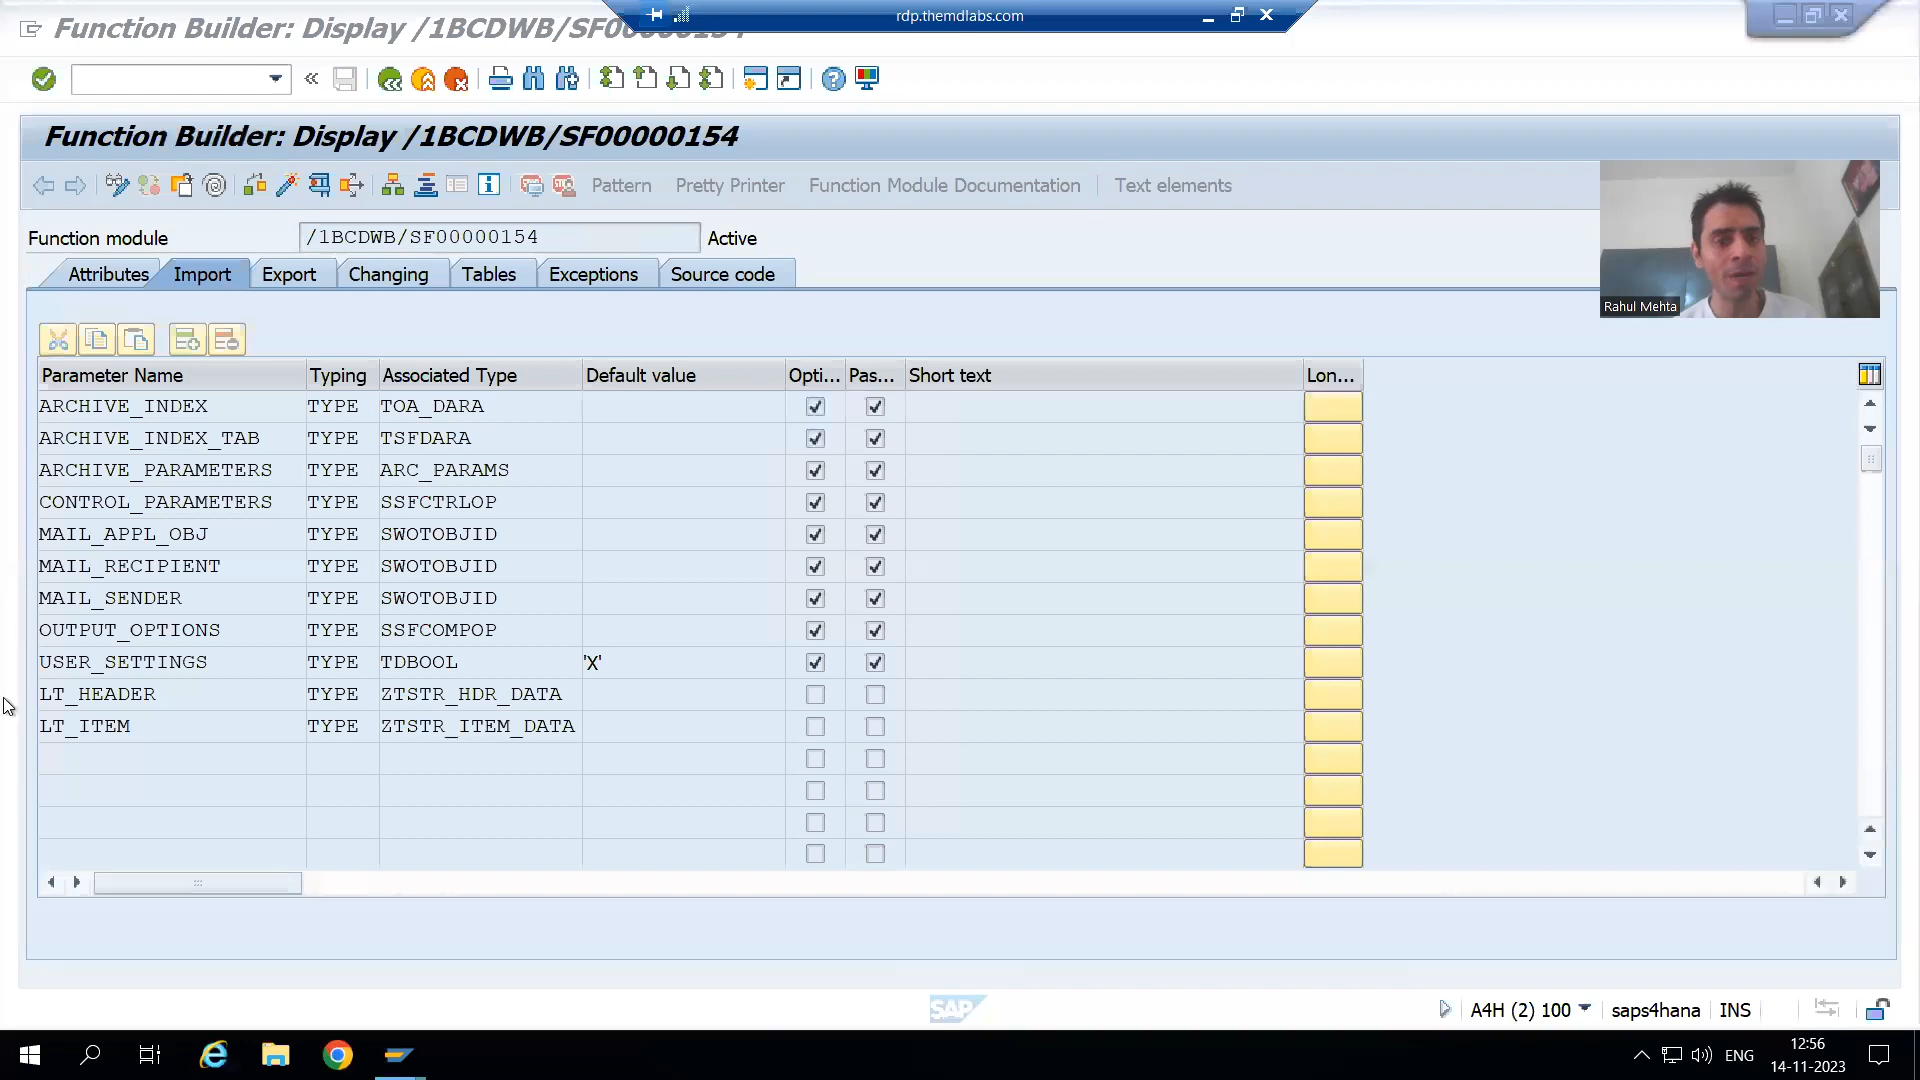 rdp.themdlabs.com
Function Builder: Display /1BCDWB/SF00000154
Function Builder: Display /1BCDWB/SF00000154
Pattern Pretty Printer Function Module Documentation Text elements
Function module /1BCDWB/SF00000154 Active
Attributes Import Export Changing Tables Exceptions Source code
Rahul Mehta
Parameter Name Typing Associated Type Default value Opti... Pas... Short text Lon...
ARCHIVE_INDEX TYPE TOA_DARA
ARCHIVE_INDEX_TAB TYPE TSFDARA
ARCHIVE_PARAMETERS TYPE ARC_PARAMS
CONTROL_PARAMETERS TYPE SSFCTRLOP
MAIL_APPL_OBJ TYPE SWOTOBJID
MAIL_RECIPIENT TYPE SWOTOBJID
MAIL_SENDER TYPE SWOTOBJID
OUTPUT_OPTIONS TYPE SSFCOMPOP
USER_SETTINGS TYPE TDBOOL 'X'
LT_HEADER TYPE ZTSTR_HDR_DATA
LT_ITEM TYPE ZTSTR_ITEM_DATA
SAP
A4H (2) 100 saps4hana INS
ENG
12:56
14-11-2023